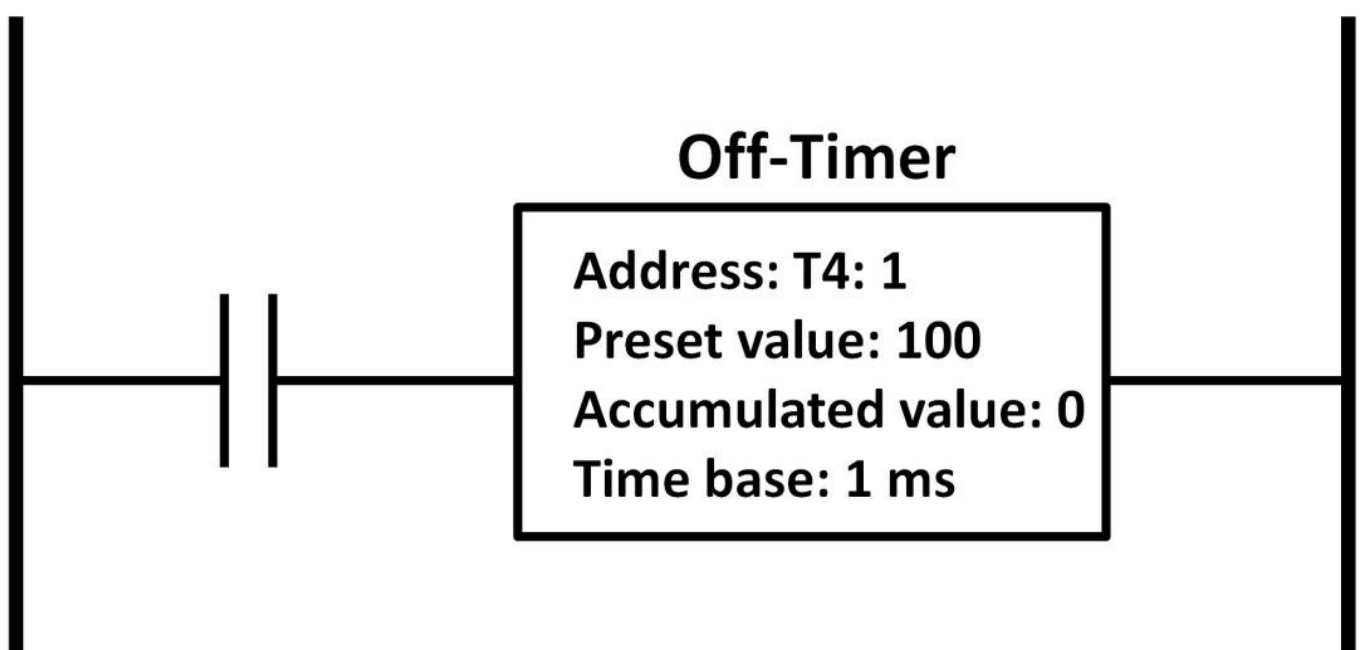 Off-Timer
Address: T4: 1
Preset value: 100
Accumulated value: 0
Time base: 1 ms